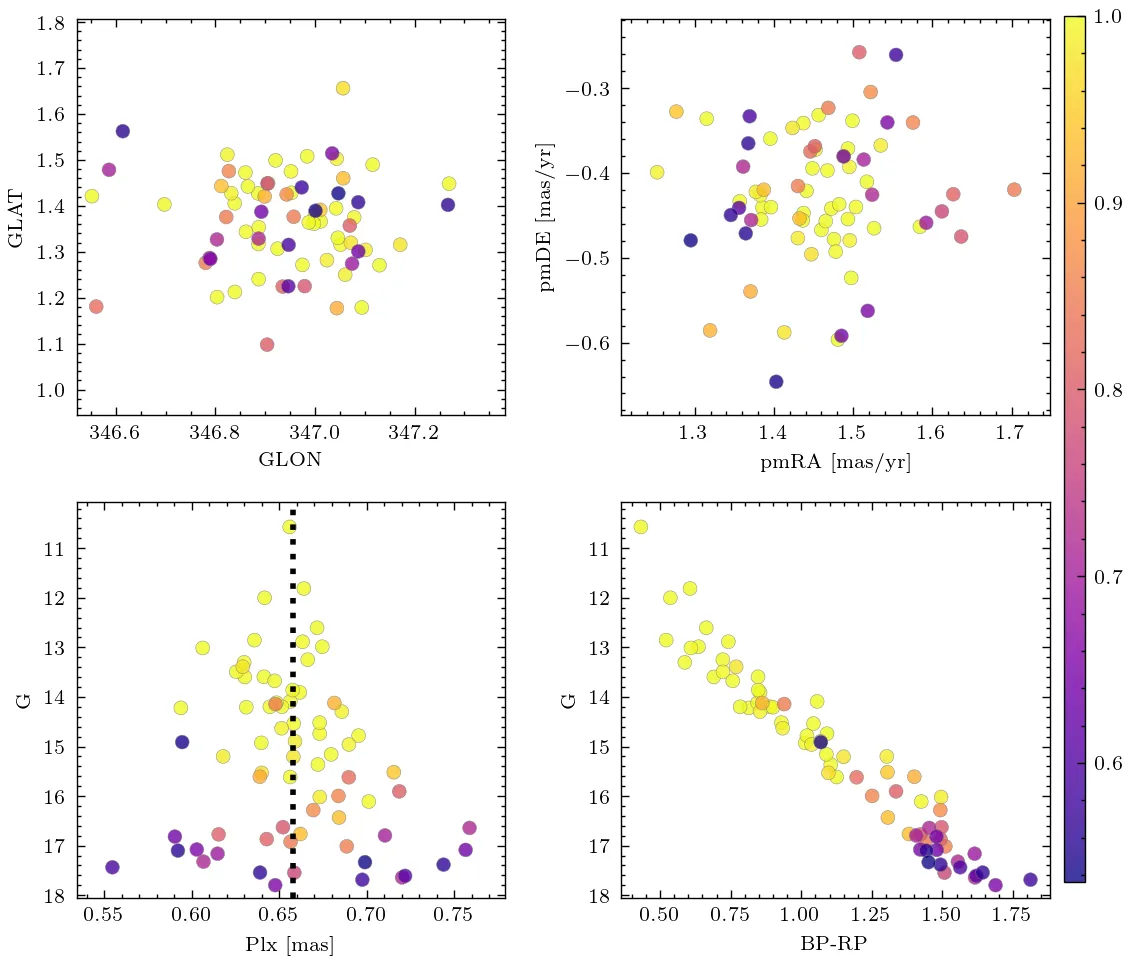 1.8
1.7
1.6
1.5
1.4
1.3
1.2
1.1
1.0
GLAT
346.6 346.8 347.0 347.2
GLON
−0.3
−0.4
−0.5
−0.6
pmDE [mas/yr]
1.3 1.4 1.5 1.6 1.7
pmRA [mas/yr]
1.0
0.9
0.8
0.7
0.6
11
12
13
14
15
16
17
18
G
0.55 0.60 0.65 0.70 0.75
Plx [mas]
11
12
13
14
15
16
17
18
G
0.50 0.75 1.00 1.25 1.50 1.75
BP-RP